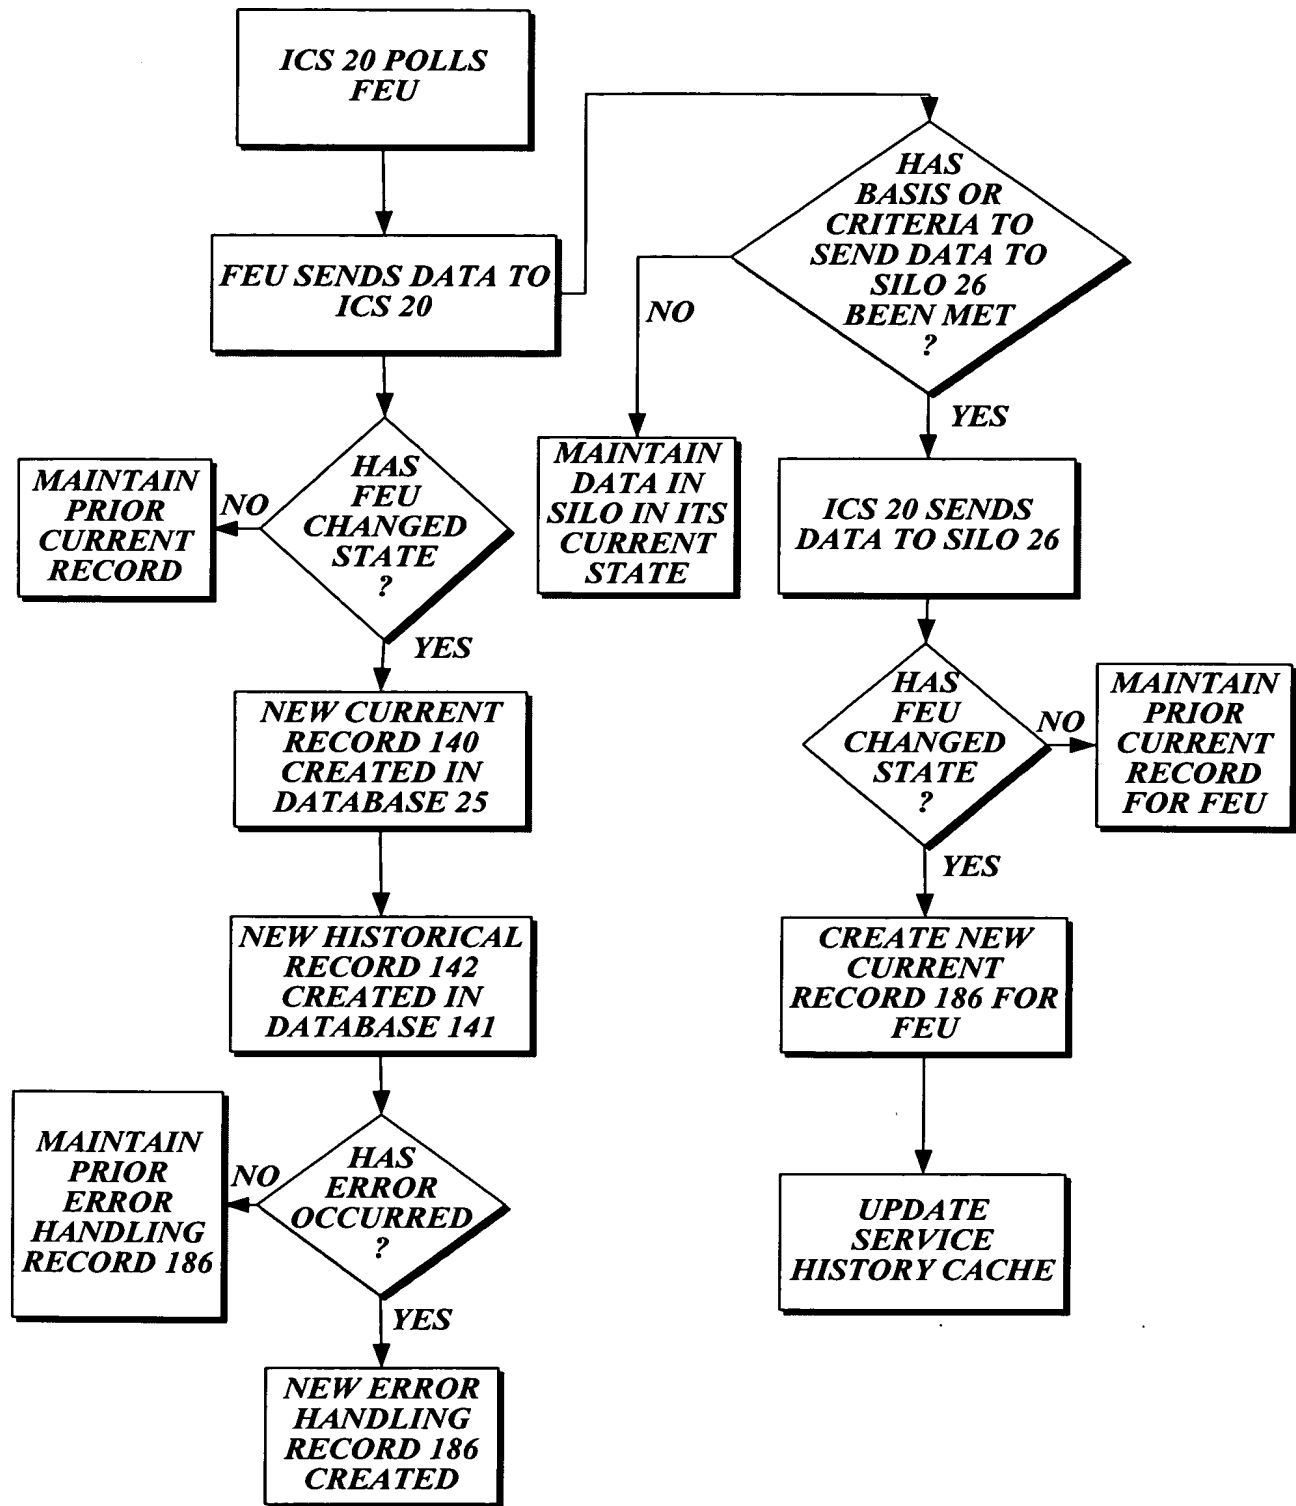 ICS 20 POLLS
FEU
FEU SENDS DATA TO
ICS 20
HAS
FEU
CHANGED
STATE
?
NO
MAINTAIN
PRIOR
CURRENT
RECORD
YES
NEW CURRENT
RECORD 140
CREATED IN
DATABASE 25
NEW HISTORICAL
RECORD 142
CREATED IN
DATABASE 141
HAS
ERROR
OCCURRED
?
NO
MAINTAIN
PRIOR
ERROR
HANDLING
RECORD 186
YES
NEW ERROR
HANDLING
RECORD 186
CREATED
HAS
BASIS OR
CRITERIA TO
SEND DATA TO
SILO 26
BEEN MET
?
NO
MAINTAIN
DATA IN
SILO IN ITS
CURRENT
STATE
YES
ICS 20 SENDS
DATA TO SILO 26
HAS
FEU
CHANGED
STATE
?
NO
MAINTAIN
PRIOR
CURRENT
RECORD
FOR FEU
YES
CREATE NEW
CURRENT
RECORD 186 FOR
FEU
UPDATE
SERVICE
HISTORY CACHE